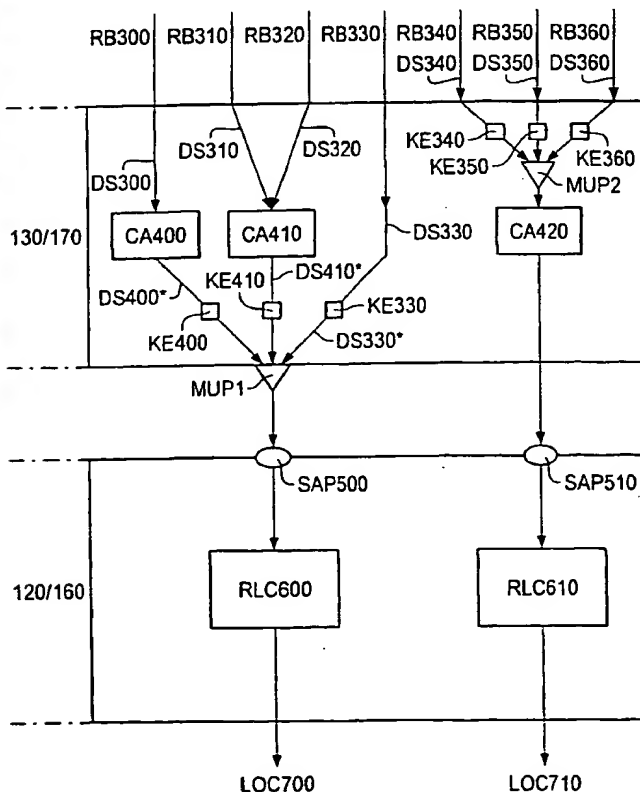 RB300 RB310 RB320 RB330 RB340 RB350 RB360
DS340 DS350 DS360
KE340 KE360
KE350
DS310 DS320
MUP2
DS300
130/170
CA400 CA410 DS330 CA420
DS410*
KE410
DS400* KE330
KE400 DS330*
MUP1
SAP500 SAP510
RLC600 RLC610
120/160
LOC700 LOC710